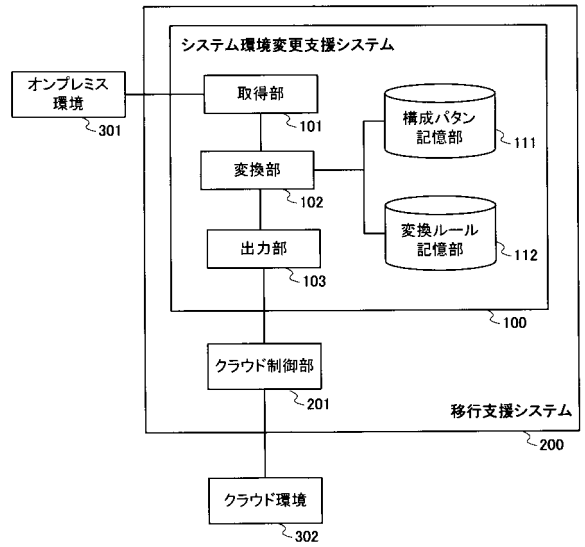 システム環境変更支援システム
オンプレミス
環境
301
取得部
101
構成パタン
記憶部
111
変換部
102
変換ルール
記憶部
112
出力部
103
100
クラウド制御部
201
移行支援システム
200
クラウド環境
302